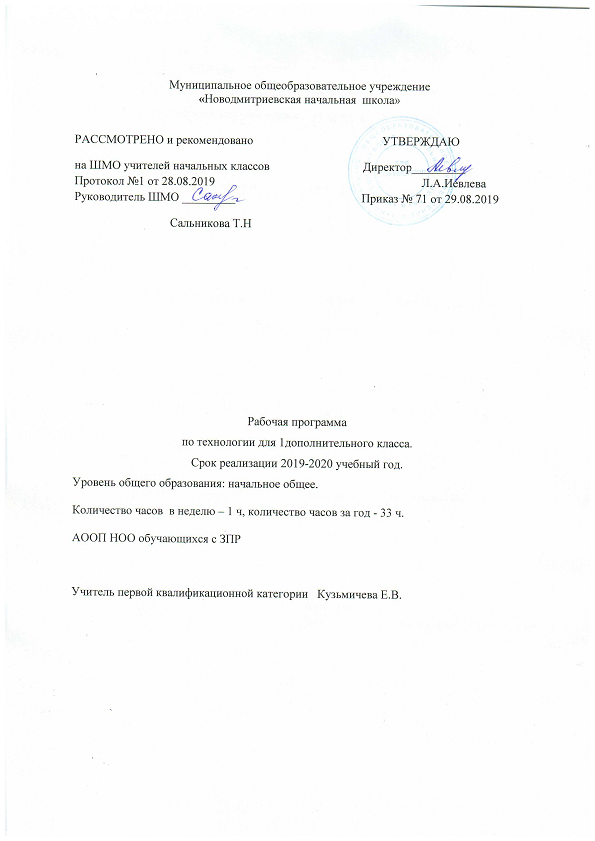 Муниципальное общеобразовательное учреждение
«Новодмитриевская начальная школа»
РАССМОТРЕНО и рекомендовано УТВЕРЖДАЮ
на ШМО учителей начальных классов Директор
Протокол №1 от 28.08.2019 Л.А.Иевлева
Руководитель ШМО Приказ № 71 от 29.08.2019
Сальникова Т.Н
Рабочая программа
по технологии для 1дополнительного класса.
Срок реализации 2019-2020 учебный год.
Уровень общего образования: начальное общее.
Количество часов в неделю – 1 ч, количество часов за год - 33 ч.
АООП НОО обучающихся с ЗПР
Учитель первой квалификационной категории Кузьмичева Е.В.